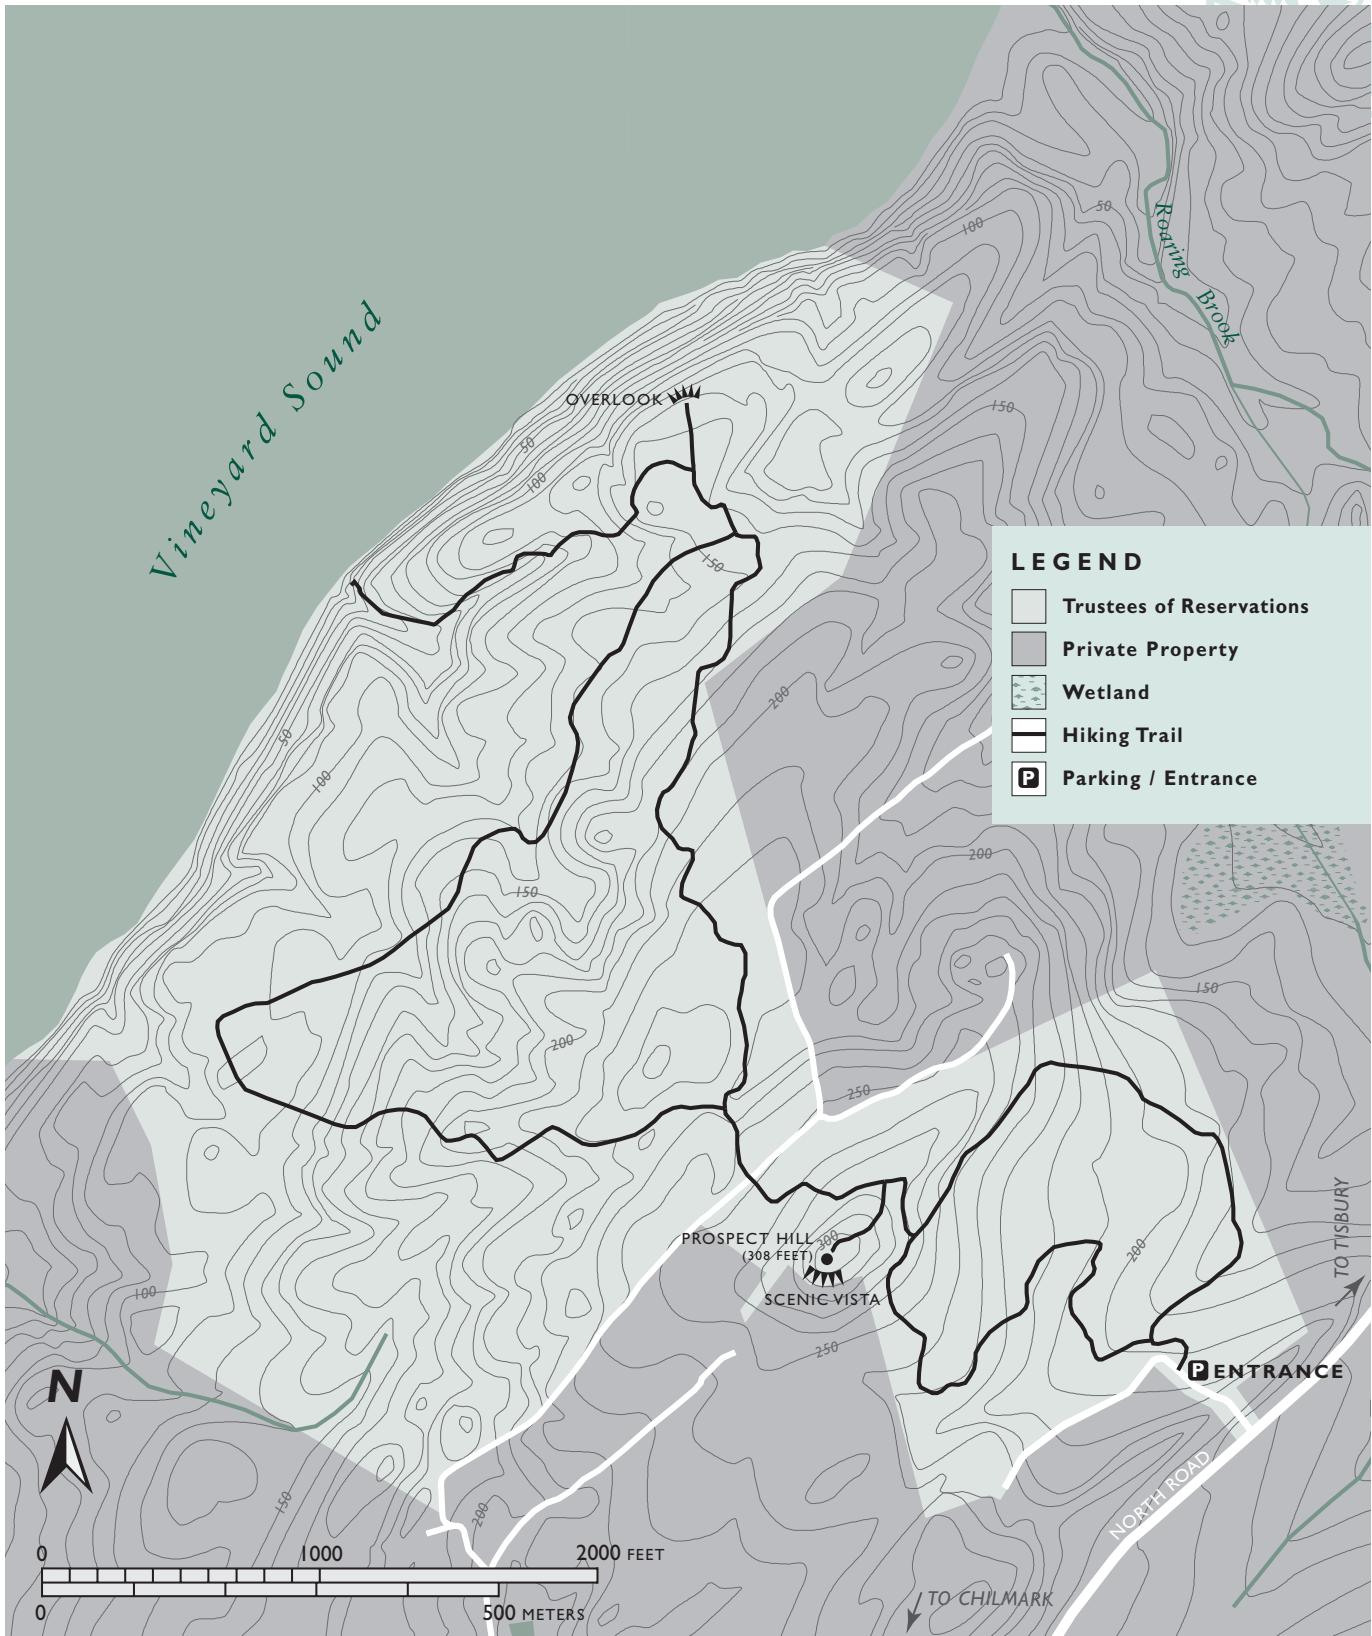 50
100
Roaring
Brook
Vineyard Sound
OVERLOOK
150
50
100
150
LEGEND
Trustees of Reservations
Private Property
Wetland
Hiking Trail
P Parking / Entrance
200
50
100
200
150
150
200
250
PROSPECT HILL
(308 FEET)
300
SCENIC VISTA
200
TO TISBURY
100
250
N
P ENTRANCE
150
200
NORTH ROAD
0 1000 2000 FEET
0 500 METERS
TO CHILMARK